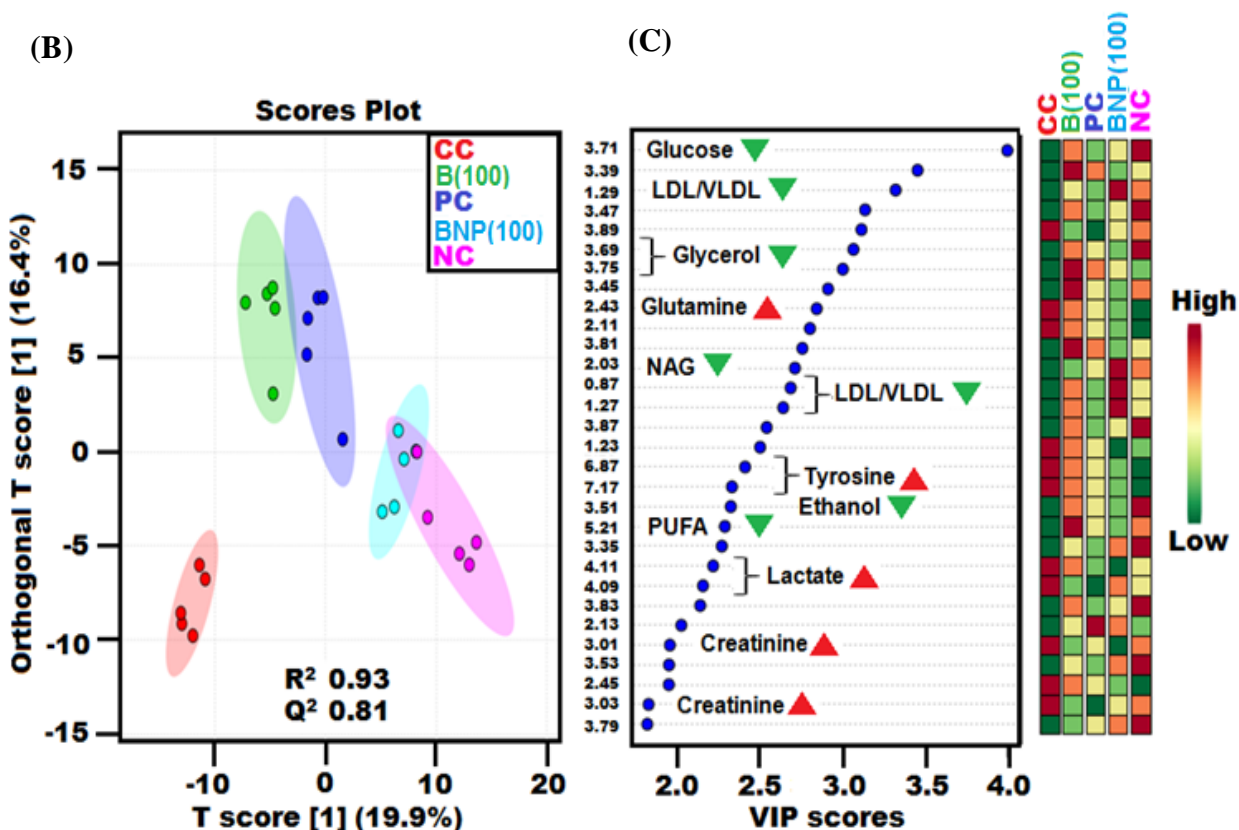 (B)
Scores Plot
CC
B(100)
PC
BNP(100)
NC
15
10
5
0
-5
-10
-15
Orthogonal T score [1] (16.4%)
R² 0.93
Q² 0.81
-10
0
10
20
T score [1] (19.9%)
(C)
CC
B(100)
PC
BNP(100)
NC
3.71
Glucose
3.39
1.29
LDL/VLDL
3.47
3.89
3.69
Glycerol
3.75
3.45
2.43
Glutamine
2.11
3.81
2.03
NAG
0.87
LDL/VLDL
1.27
3.87
1.23
6.87
Tyrosine
7.17
3.51
Ethanol
5.21
PUFA
3.35
4.11
Lactate
4.09
3.83
2.13
3.01
Creatinine
3.53
2.45
3.03
Creatinine
3.79
2.0
2.5
3.0
3.5
4.0
VIP scores
High
Low